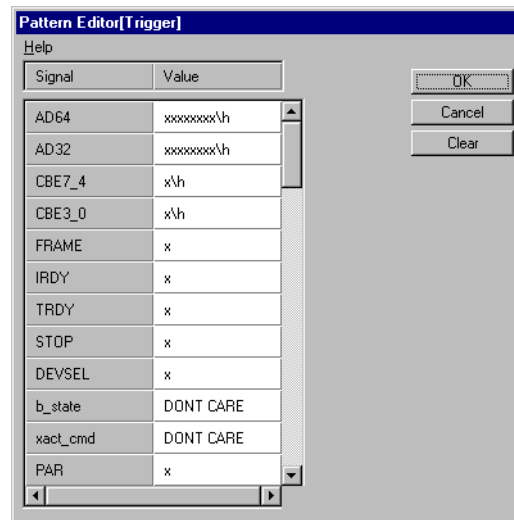 Pattern Editor[Trigger]
Help
Signal Value
OK
Cancel
Clear
AD64 xxxxxxxx\h
AD32 xxxxxxxx\h
CBE7_4 x\h
CBE3_0 x\h
FRAME x
IRDY x
TRDY x
STOP x
DEVSEL x
b_state DONT CARE
xact_cmd DONT CARE
PAR x